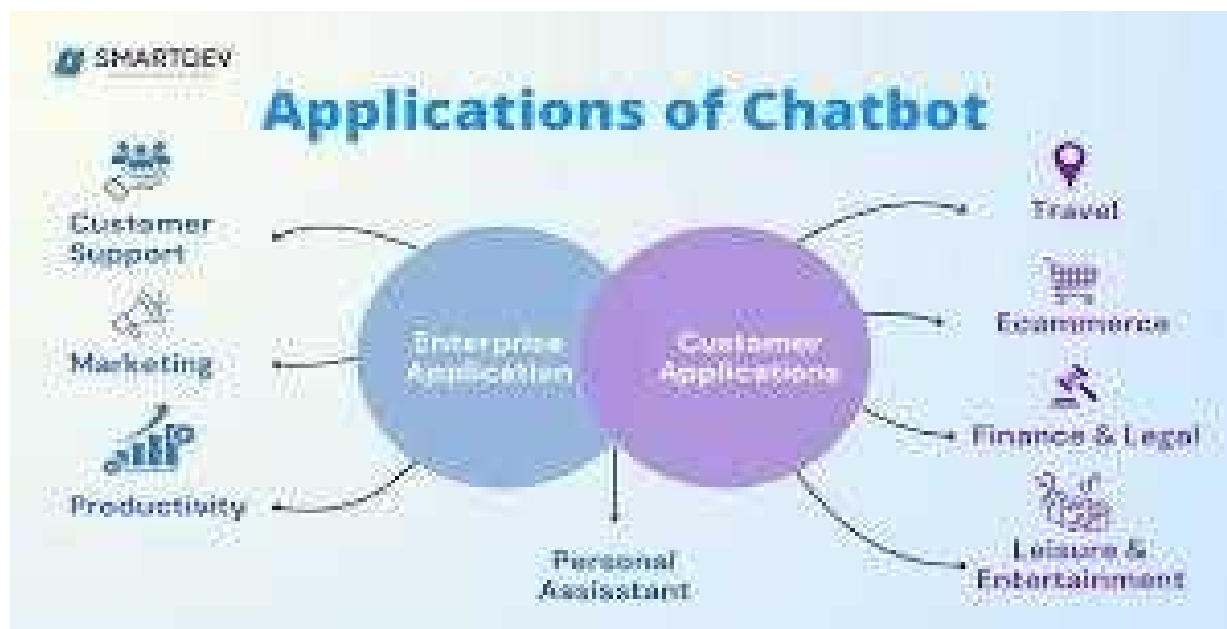 SMARTDEV
Applications of Chatbot
Customer
Support
Marketing
Productivity
Enterprise
Application
Customer
Applications
Personal
Assisstant
Travel
Ecommerce
Finance & Legal
Leisure &
Entertainment